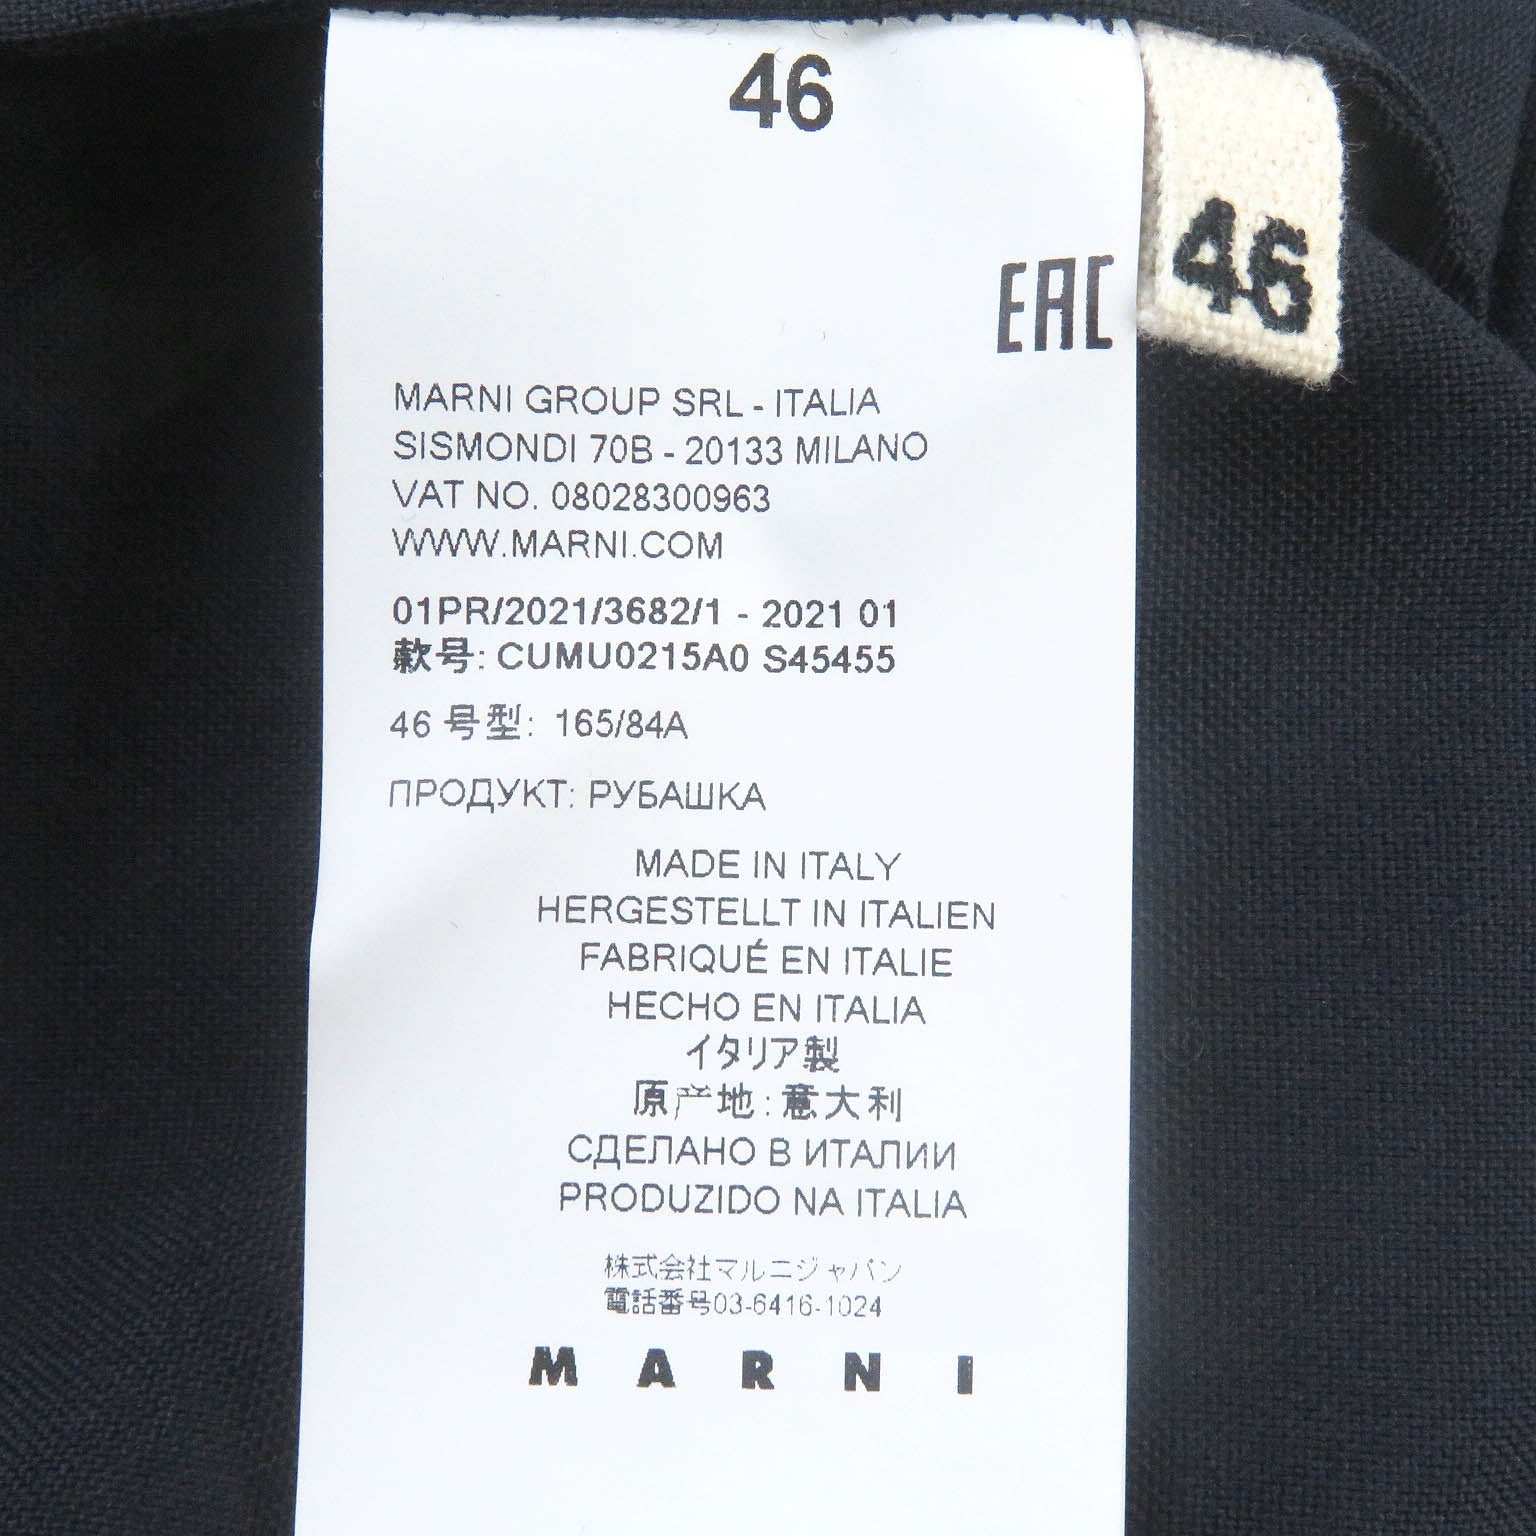 46
46
EAC
MARNI GROUP SRL - ITALIA
SISMONDI 70B - 20133 MILANO
VAT NO. 08028300963
WWW.MARNI.COM
01PR/2021/3682/1 - 2021 01
款号: CUMU0215A0 S45455
46 号型: 165/84A
ПРОДУКТ: РУБАШКА
MADE IN ITALY
HERGESTELLT IN ITALIEN
FABRIQUÉ EN ITALIE
HECHO EN ITALIA
イタリア製
原产地: 意大利
СДЕЛАНО В ИТАЛИИ
PRODUZIDO NA ITALIA
株式会社マルニジャパン
電話番号03-6416-1024
MARNI